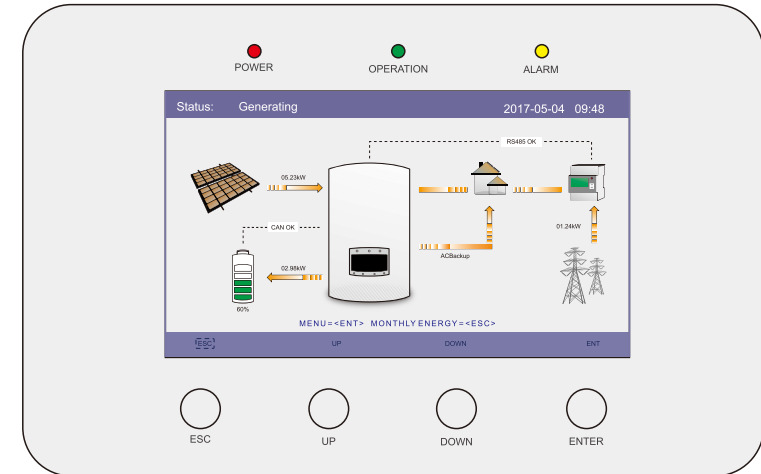 POWER
OPERATION
ALARM
Status: Generating 2017-05-04 09:48
RS485 OK
05.23kW
CAN OK
01.24kW
ACBackup
02.98kW
60%
MENU=<ENT> MONTHLY ENERGY=<ESC>
ESC UP DOWN ENT
ESC UP DOWN ENTER